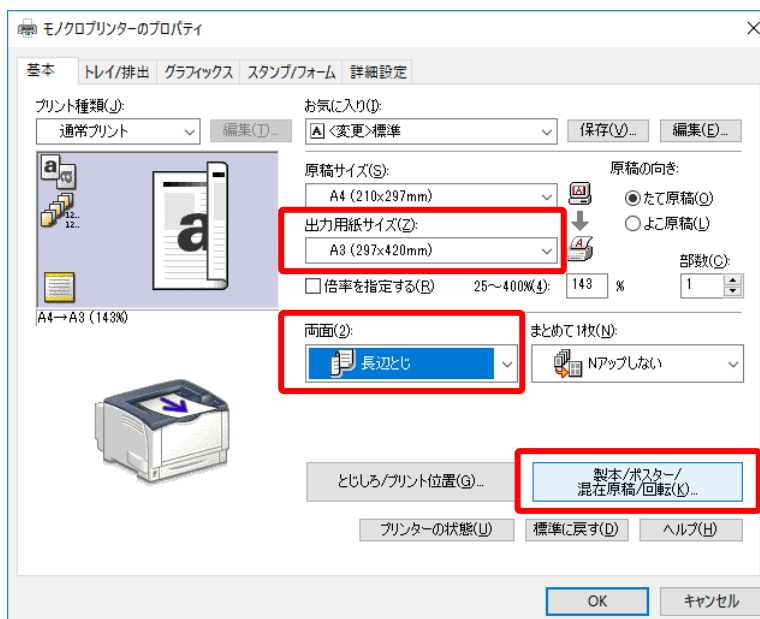 モノクロプリンターのプロパティ
基本 トレイ/排出 グラフィックス スタンプ/フォーム 詳細設定
プリント種類(J):
通常プリント
編集(T)...
お気に入り(I):
A <変更>標準
保存(V)...
編集(E)...
原稿サイズ(S):
A4 (210x297mm)
原稿の向き:
たて原稿(O)
よこ原稿(L)
出力用紙サイズ(Z):
A3 (297x420mm)
部数(C):
1
倍率を指定する(R)
25～400%(4):
143 %
a
a
12..
12..
a
A4→A3 (143%)
両面(2):
長辺とじ
まとめて1枚(N):
Nアップしない
とじしろ/プリント位置(G)...
製本/ポスター/
混在原稿/回転(K)...
プリンターの状態(U)
標準に戻す(D)
ヘルプ(H)
OK
キャンセル